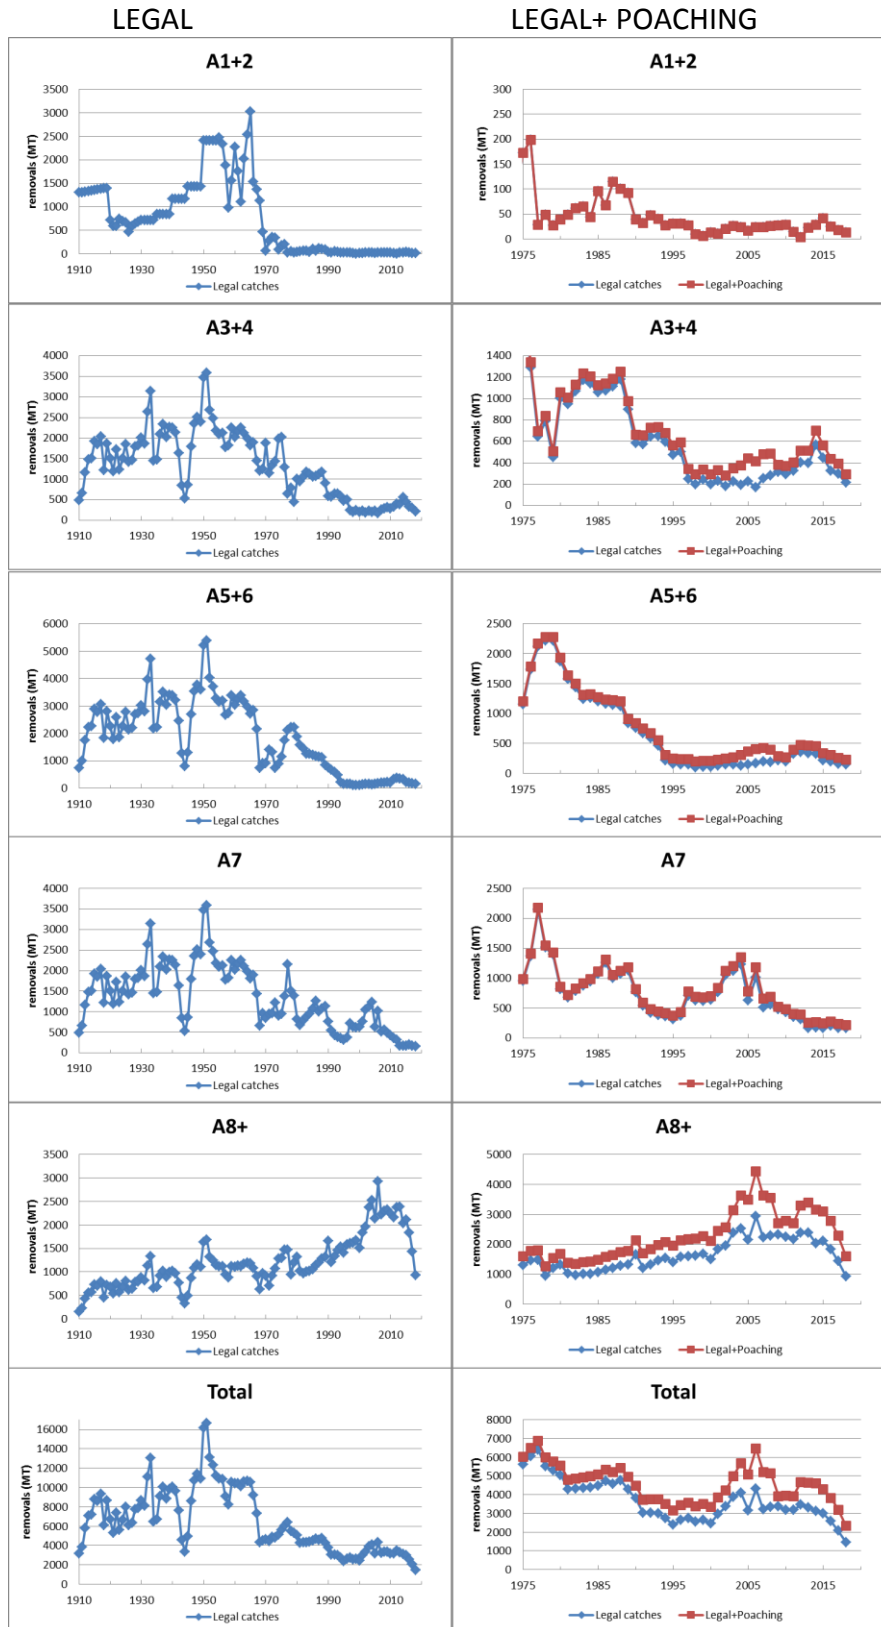 LEGAL
LEGAL+ POACHING
A1+2
removals (MT)
3500
3000
2500
2000
1500
1000
500
0
1910 1930 1950 1970 1990 2010
Legal catches
A1+2
removals (MT)
300
250
200
150
100
50
0
1975 1985 1995 2005 2015
Legal catches Legal+Poaching
A3+4
removals (MT)
4000
3500
3000
2500
2000
1500
1000
500
0
1910 1930 1950 1970 1990 2010
Legal catches
A3+4
removals (MT)
1400
1200
1000
800
600
400
200
0
1975 1985 1995 2005 2015
Legal catches Legal+Poaching
A5+6
removals (MT)
6000
5000
4000
3000
2000
1000
0
1910 1930 1950 1970 1990 2010
Legal catches
A5+6
removals (MT)
2500
2000
1500
1000
500
0
1975 1985 1995 2005 2015
Legal catches Legal+Poaching
A7
removals (MT)
4000
3500
3000
2500
2000
1500
1000
500
0
1910 1930 1950 1970 1990 2010
Legal catches
A7
removals (MT)
2500
2000
1500
1000
500
0
1975 1985 1995 2005 2015
Legal catches Legal+Poaching
A8+
removals (MT)
3500
3000
2500
2000
1500
1000
500
0
1910 1930 1950 1970 1990 2010
Legal catches
A8+
removals (MT)
5000
4000
3000
2000
1000
0
1975 1985 1995 2005 2015
Legal catches Legal+Poaching
Total
removals (MT)
16000
14000
12000
10000
8000
6000
4000
2000
0
1910 1930 1950 1970 1990 2010
Legal catches
Total
removals (MT)
8000
7000
6000
5000
4000
3000
2000
1000
0
1975 1985 1995 2005 2015
Legal catches Legal+Poaching